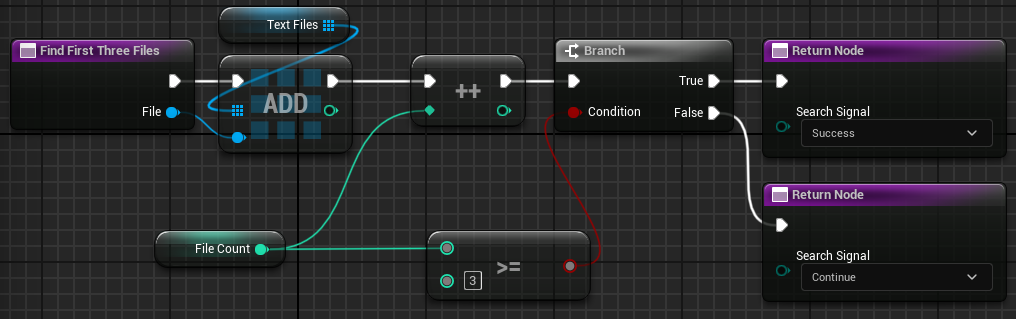 Text Files
Find First Three Files
File
ADD
++
Branch
True
Condition
False
Return Node
Search Signal
Success
Return Node
Search Signal
Continue
File Count
>=
3